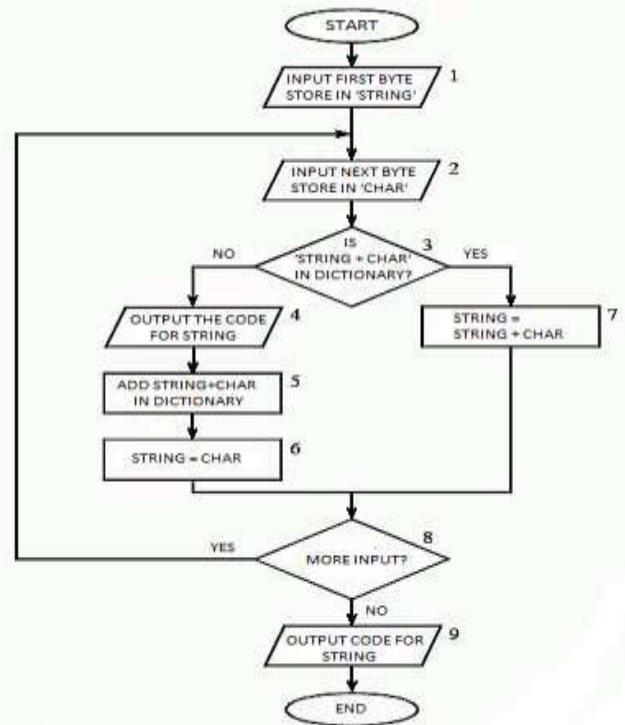 START
1
INPUT FIRST BYTE
STORE IN 'STRING'
2
INPUT NEXT BYTE
STORE IN 'CHAR'
3
IS
'STRING + CHAR'
IN DICTIONARY?
NO
YES
4
OUTPUT THE CODE
FOR STRING
7
STRING =
STRING + CHAR
5
ADD STRING+CHAR
IN DICTIONARY
6
STRING = CHAR
8
MORE INPUT?
YES
NO
9
OUTPUT CODE FOR
STRING
END